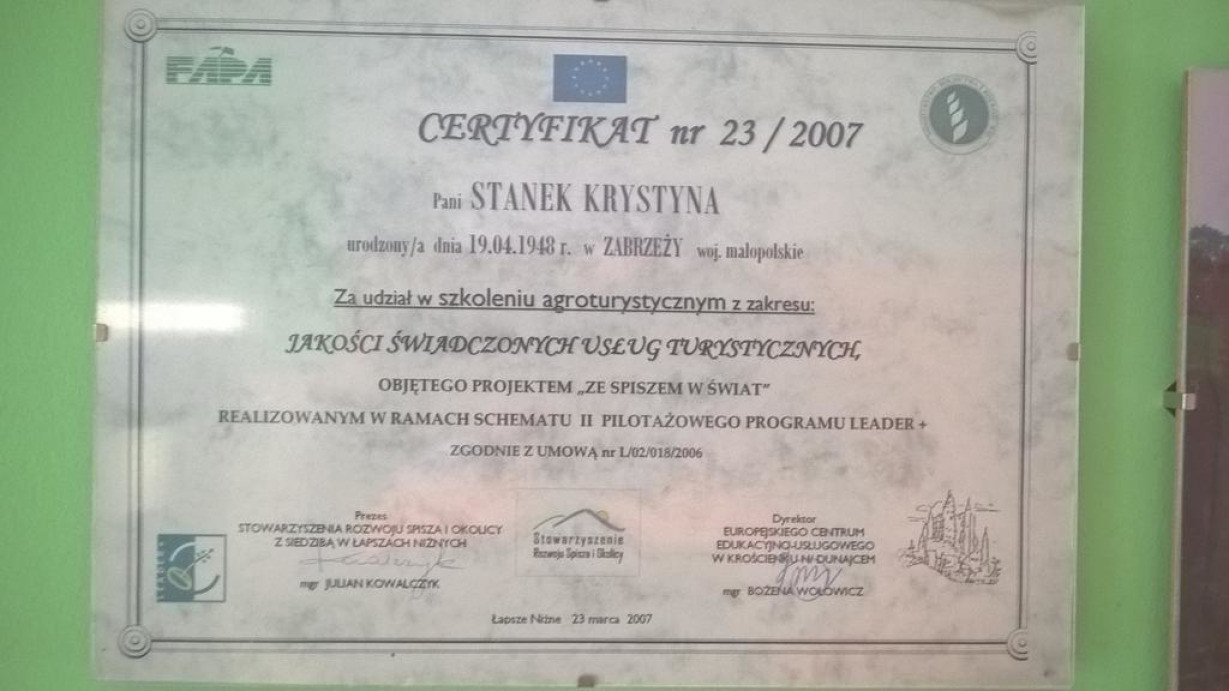 FAPA
CERTYFIKAT nr 23 / 2007
Pani STANEK KRYSTYNA
urodzony/a dnia 19.04.1948 r. w ZABRZEŻY woj. małopolskie
Za udział w szkoleniu agroturystycznym z zakresu:
JAKOŚCI ŚWIADCZONYCH USŁUG TURYSTYCZNYCH,
OBJĘTEGO PROJEKTEM „ZE SPISZEM W ŚWIAT”
REALIZOWANYM W RAMACH SCHEMATU II PILOTAŻOWEGO PROGRAMU LEADER +
ZGODNIE Z UMOWĄ nr L/02/018/2006
Prezes
STOWARZYSZENIA ROZWOJU SPISZA I OKOLICY
Z SIEDZIBĄ W ŁAPSZACH NIŻNYCH
mgr JULIAN KOWALCZYK
Stowarzyszenie
Rozwoju Spisza i Okolicy
Dyrektor
EUROPEJSKIEGO CENTRUM
EDUKACYJNO-USŁUGOWEGO
W KROŚCIENKU N/DUNAJCEM
mgr BOŻENA WOŁOWICZ
Łapsze Niżne 23 marca 2007